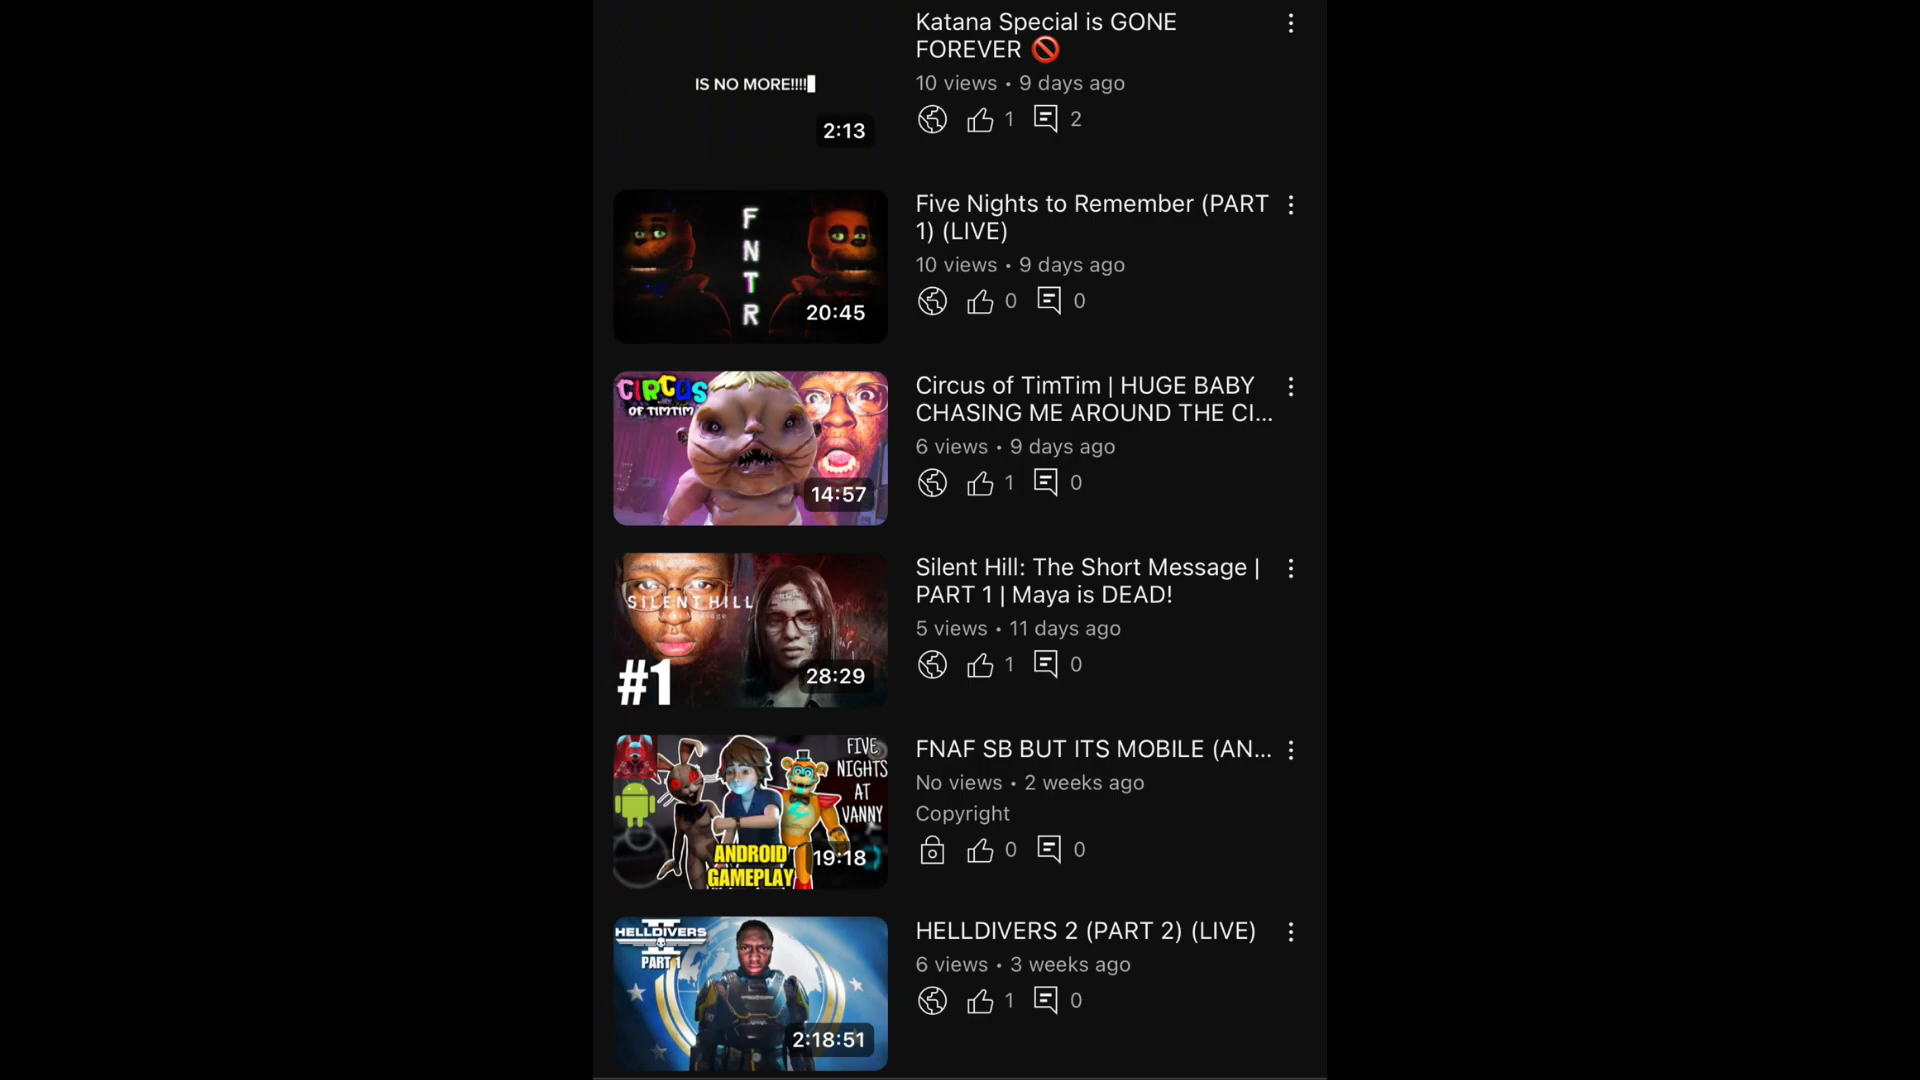 Katana Special is GONE
FOREVER 🚫
IS NO MORE!!!!
10 views • 9 days ago
2:13
1
2
Five Nights to Remember (PART
1) (LIVE)
F
N
T
R
10 views • 9 days ago
20:45
0
0
CIRCUS
OF TIMTIM
Circus of TimTim | HUGE BABY
CHASING ME AROUND THE CI...
6 views • 9 days ago
14:57
1
0
Silent Hill: The Short Message |
PART 1 | Maya is DEAD!
SILENT HILL
5 views • 11 days ago
#1
28:29
1
0
FIVE
NIGHTS
AT
VANNY
FNAF SB BUT ITS MOBILE (AN...
No views • 2 weeks ago
Copyright
ANDROID
GAMEPLAY
19:18
0
0
HELLDIVERS
II
PART 1
HELLDIVERS 2 (PART 2) (LIVE)
6 views • 3 weeks ago
2:18:51
1
0